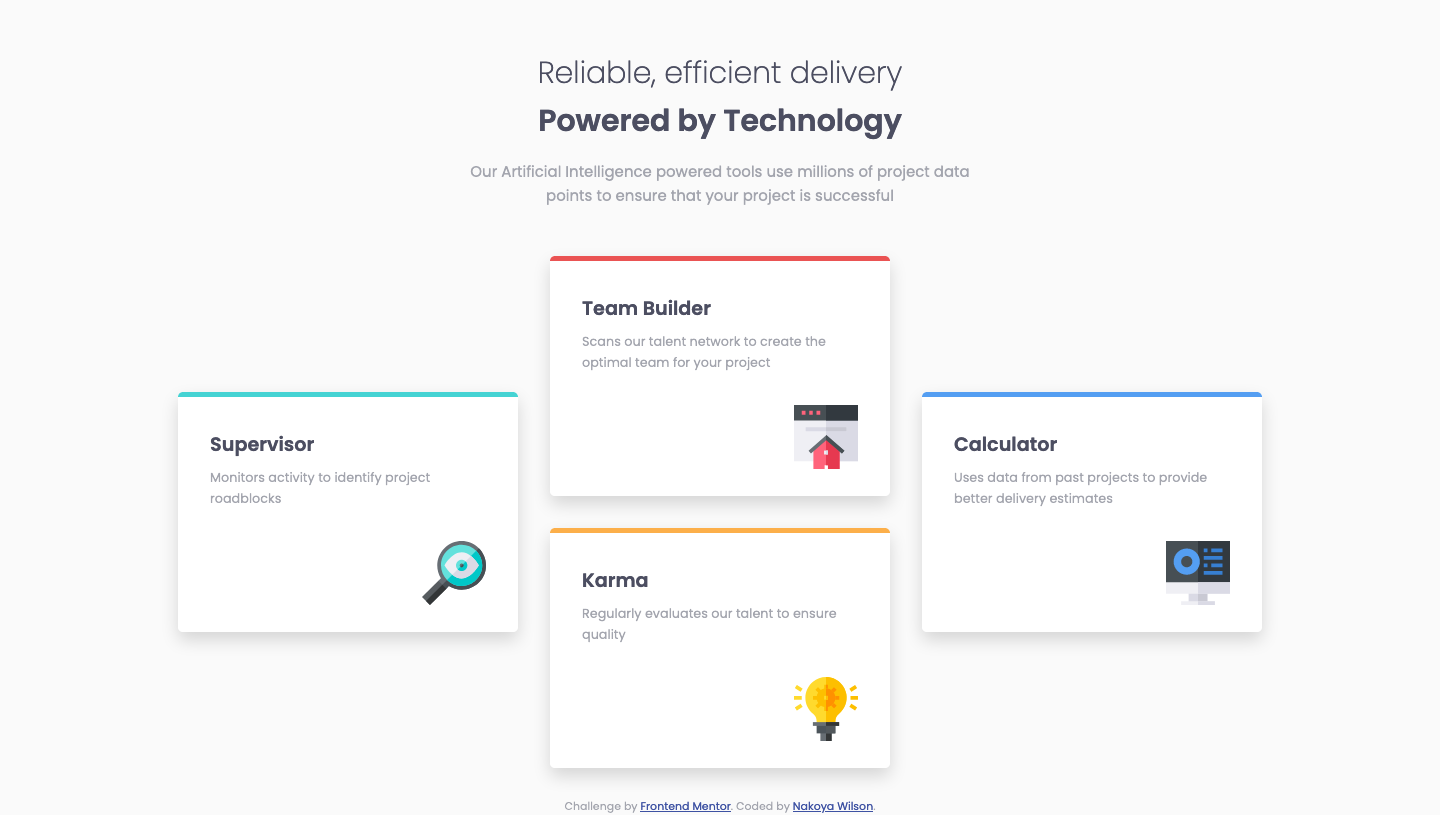 Reliable, efficient delivery
Powered by Technology
Our Artificial Intelligence powered tools use millions of project data
points to ensure that your project is successful
Supervisor
Monitors activity to identify project
roadblocks
Team Builder
Scans our talent network to create the
optimal team for your project
Karma
Regularly evaluates our talent to ensure
quality
Calculator
Uses data from past projects to provide
better delivery estimates
Challenge by Frontend Mentor. Coded by Nakoya Wilson.